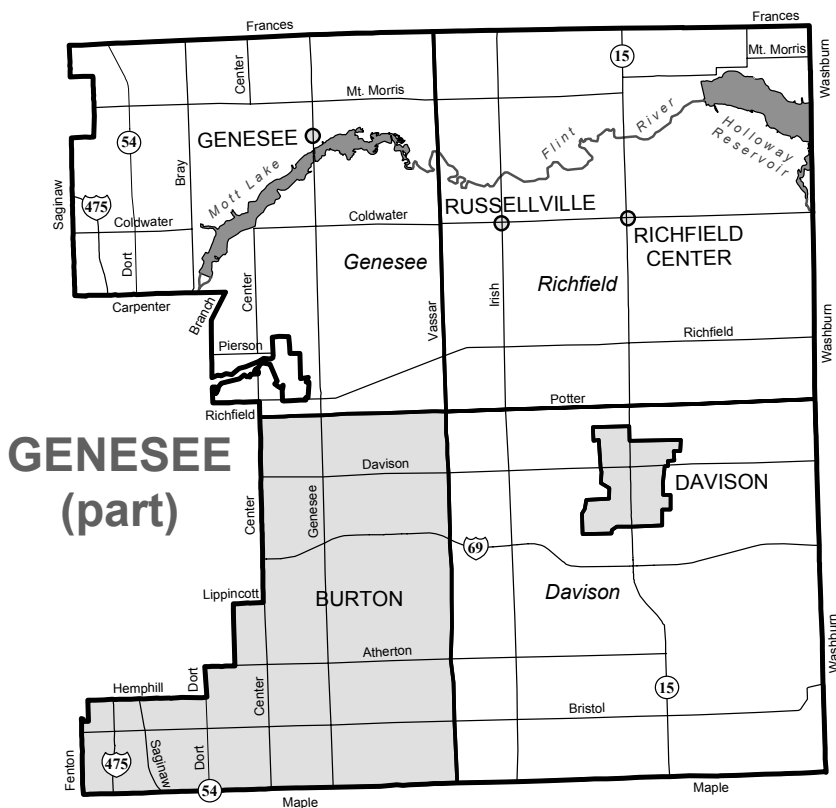 Frances
Frances
Washburn
15
Mt. Morris
Center
Mt. Morris
54
GENESEE
Bray
Flint
River
Holloway
Reservoir
Mott Lake
Saginaw
475
Coldwater
Coldwater
RUSSELLVILLE
RICHFIELD
CENTER
Dort
Genesee
Richfield
Center
Irish
Carpenter
Branch
Vassar
Washburn
Pierson
Richfield
Richfield
Potter
GENESEE
(part)
Davison
DAVISON
Center
Genesee
69
Lippincott
BURTON
Davison
Atherton
Washburn
Hemphill
Dort
Center
15
Bristol
Fenton
475
Saginaw
Dort
54
Maple
Maple